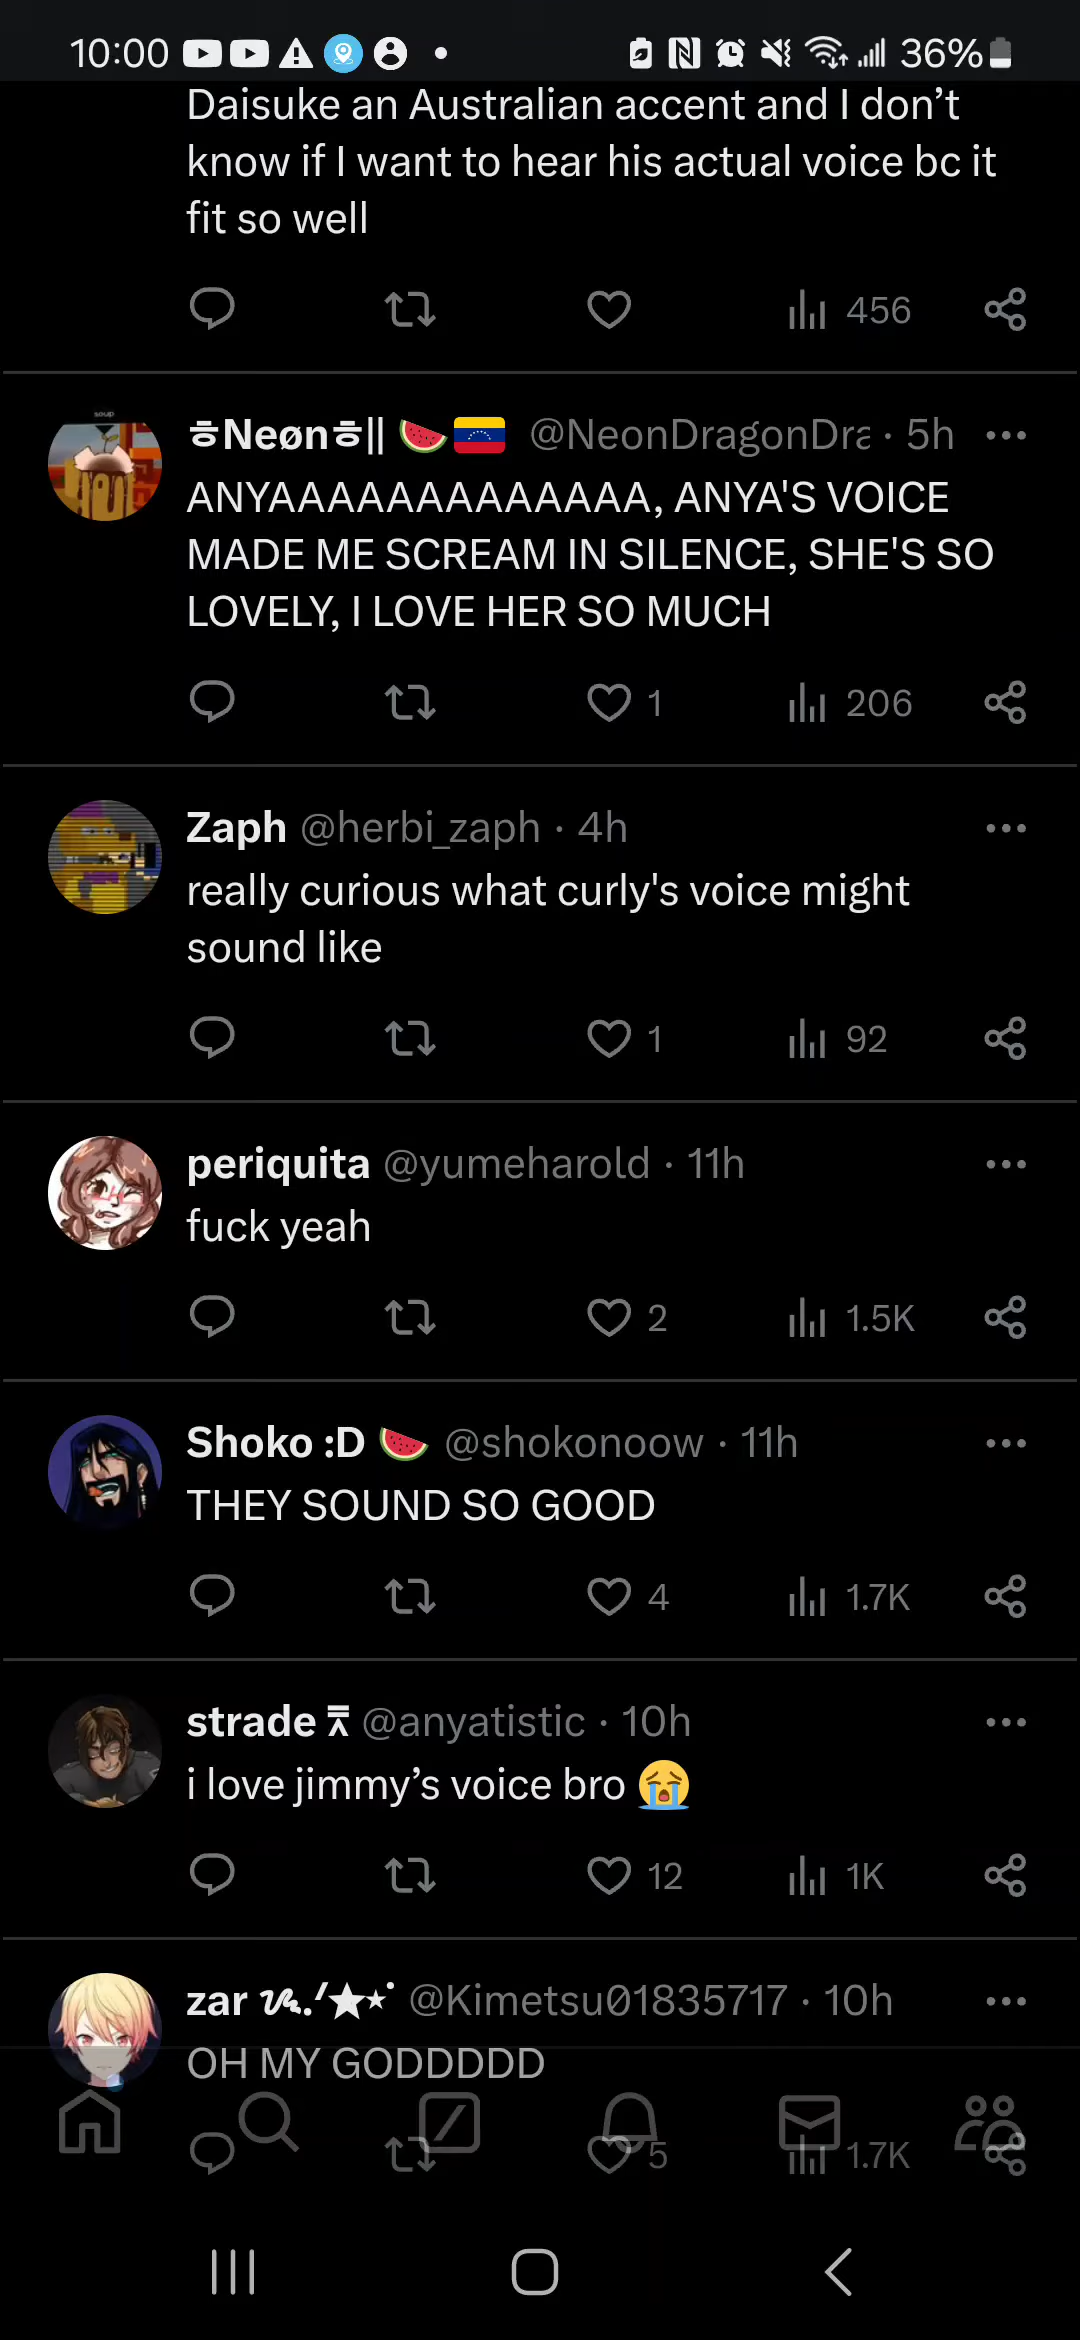 10:00 36%
Daisuke an Australian accent and I don’t
know if I want to hear his actual voice bc it
fit so well
456
soup
ㅎNeønㅎ|| 🍉🇻🇪 @NeonDragonDra · 5h
ANYAAAAAAAAAAAAA, ANYA'S VOICE
MADE ME SCREAM IN SILENCE, SHE'S SO
LOVELY, I LOVE HER SO MUCH
1 206
Zaph @herbi_zaph · 4h
really curious what curly's voice might
sound like
1 92
periquita @yumeharold · 11h
fuck yeah
2 1.5K
Shoko :D 🍉 @shokonoow · 11h
THEY SOUND SO GOOD
4 1.7K
strade @anyatistic · 10h
i love jimmy’s voice bro 😭
12 1K
zar @Kimetsu01835717 · 10h
OH MY GODDDDD
5 1.7K